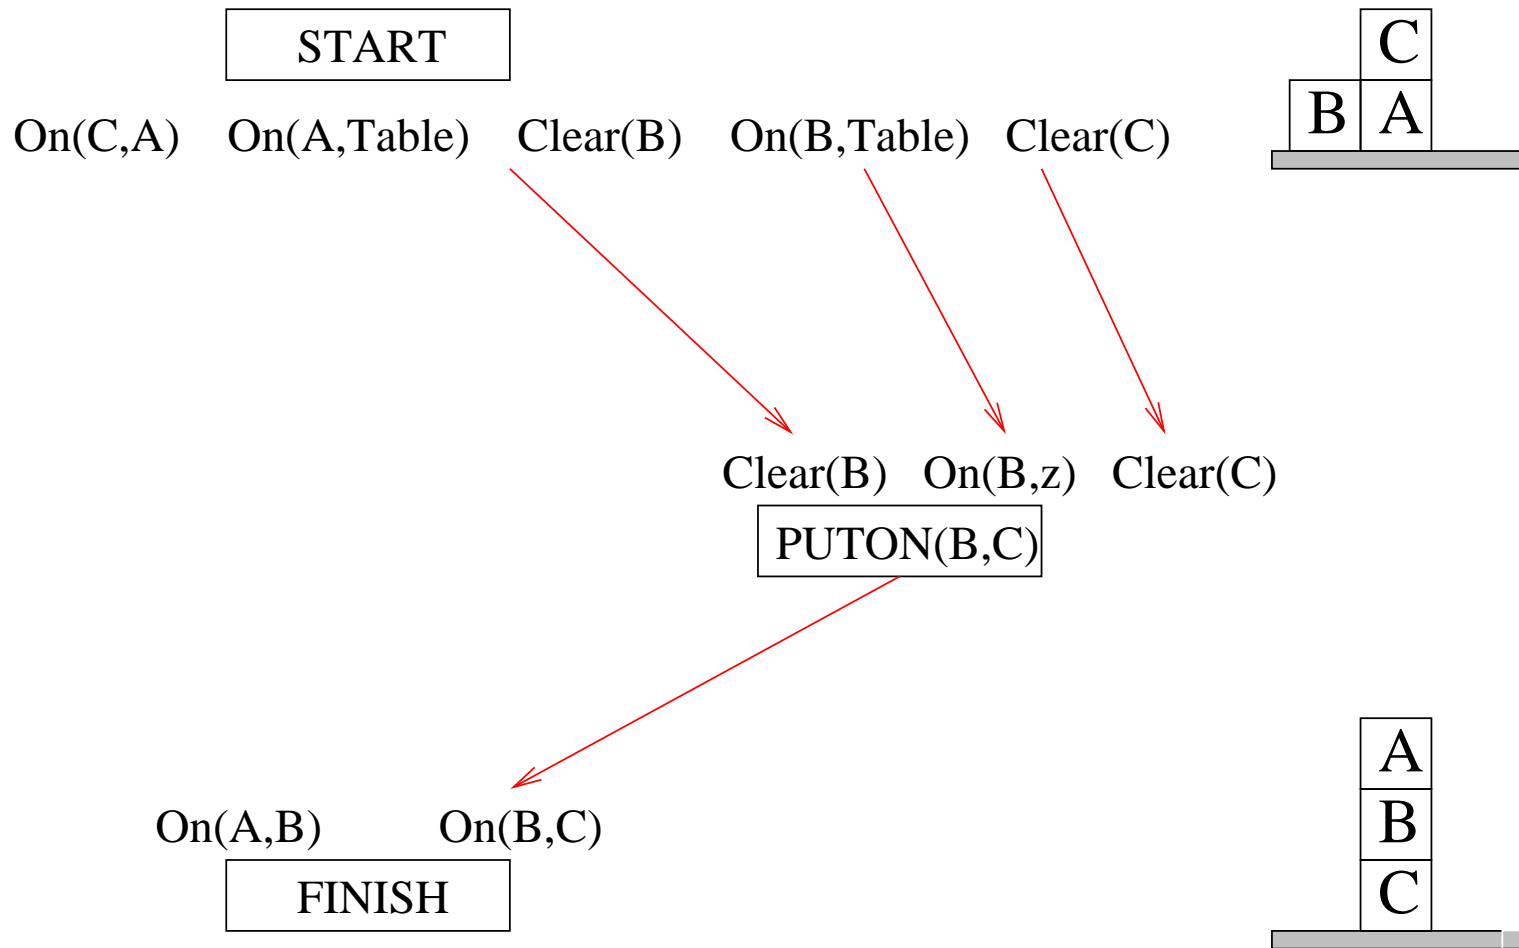 START
C
B A
On(C,A) On(A,Table) Clear(B) On(B,Table) Clear(C)
Clear(B) On(B,z) Clear(C)
PUTON(B,C)
A
B
On(A,B) On(B,C)
FINISH
C